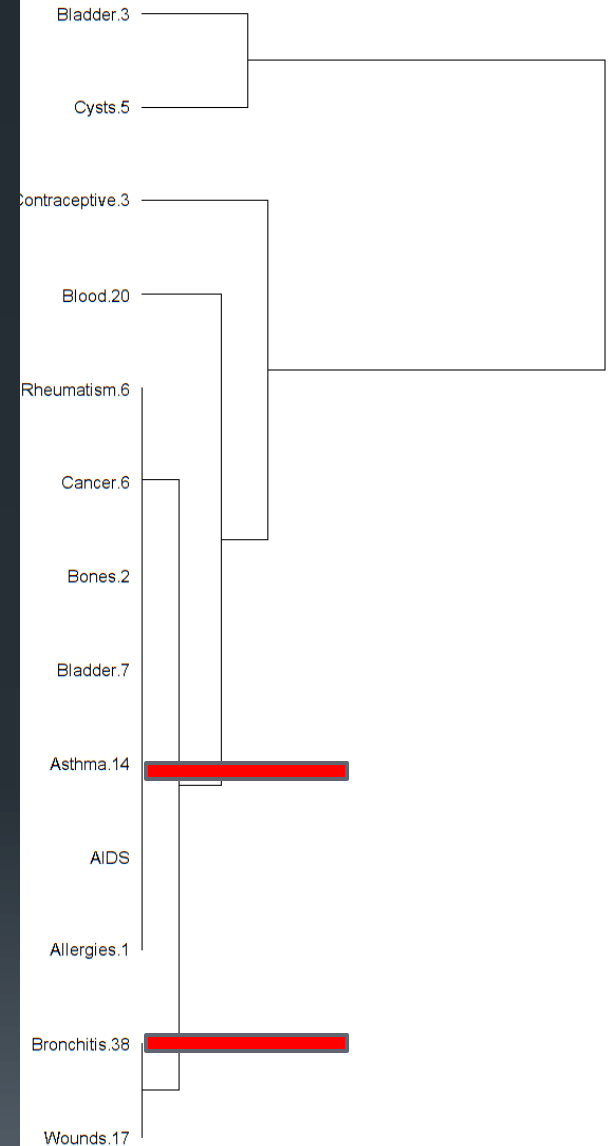 Bladder.3
Cysts.5
Contraceptive.3
Blood.20
Rheumatism.6
Cancer.6
Bones.2
Bladder.7
Asthma.14
AIDS
Allergies.1
Bronchitis.38
Wounds.17